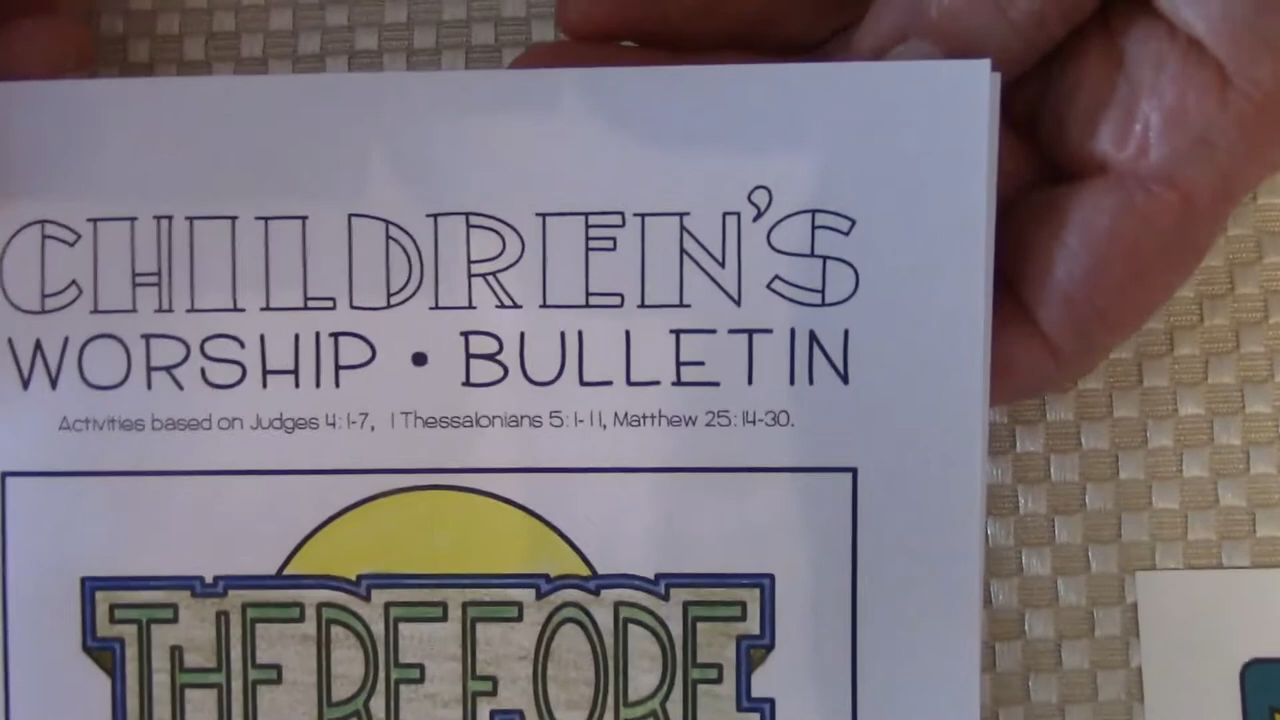 CHILDREN'S
WORSHIP • BULLETIN
Activities based on Judges 4:1-7, 1 Thessalonians 5:1-11, Matthew 25:14-30.
THEREFORE